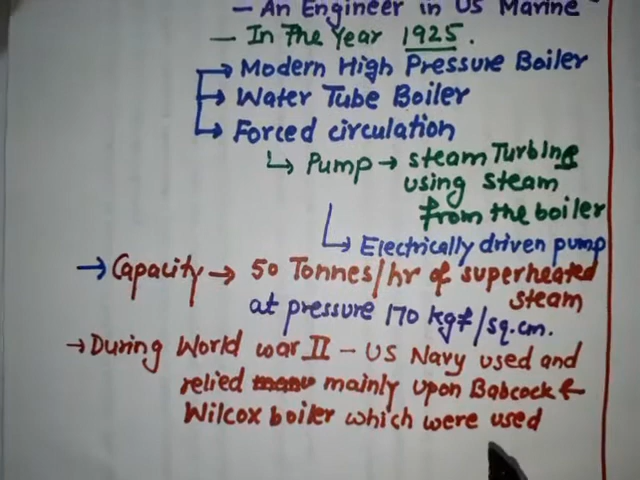 - An Engineer in US Marine
- In The Year 1925.
→ Modern High Pressure Boiler
→ Water Tube Boiler
→ Forced circulation
↳ Pump → steam Turbine
using steam
from the boiler
↳ Electrically driven pump
→ Capacity → 50 Tonnes/hr of superheated
steam
at pressure 170 kgf/sq.cm.
→ During World war II - US Navy used and
relied mainly upon Babcock &
Wilcox boiler which were used